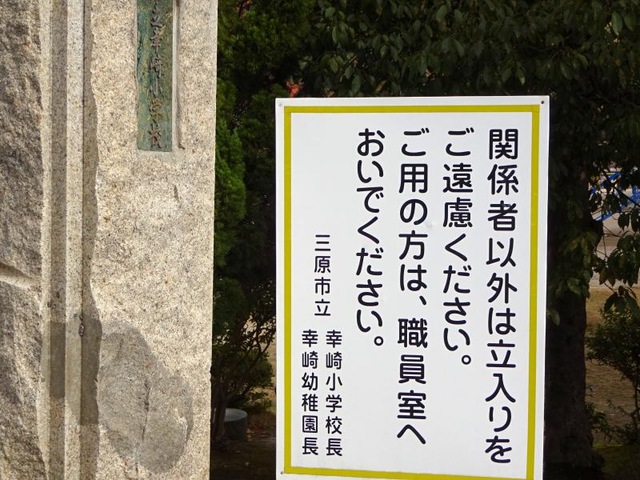 関係者以外は立入りを
ご遠慮ください。
ご用の方は、職員室へ
おいでください。
三原市立
幸崎小学校長
幸崎幼稚園長